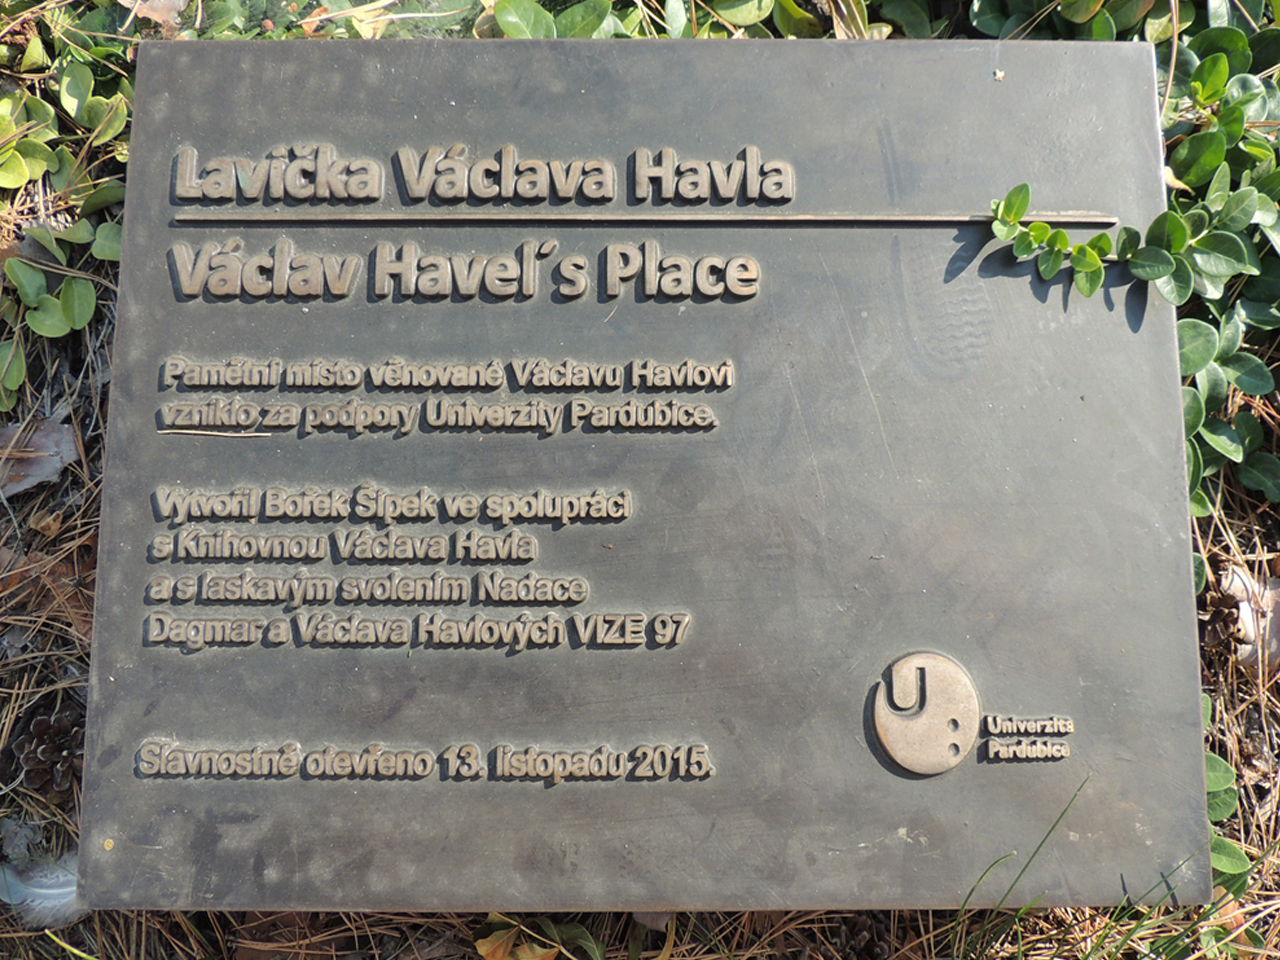 Lavička Václava Havla
Václav Havel´s Place
Pamětní místo věnované Václavu Havlovi
vzniklo za podpory Univerzity Pardubice.
Vytvořil Bořek Šípek ve spolupráci
s Knihovnou Václava Havla
a s laskavým svolením Nadace
Dagmar a Václava Havlových VIZE 97
Slavnostně otevřeno 13. listopadu 2015.
U
Univerzita
Pardubice